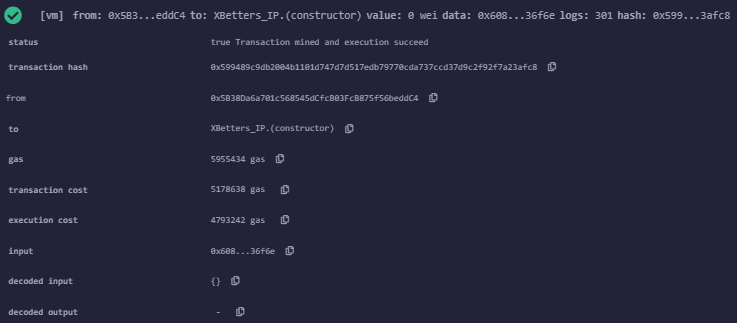 [vm] from: 0x5B3...eddC4 to: XBetters_IP.(constructor) value: 0 wei data: 0x608...36f6e logs: 301 hash: 0x599...3afc8
status true Transaction mined and execution succeed
transaction hash 0x599489c9db2004b1101d747d7d517edb79770cda737ccd37d9c2f92f7a23afc8
from 0x5B38Da6a701c568545dCfcB03FcB875f56beddC4
to XBetters_IP.(constructor)
gas 5955434 gas
transaction cost 5178638 gas
execution cost 4793242 gas
input 0x608...36f6e
decoded input {}
decoded output -